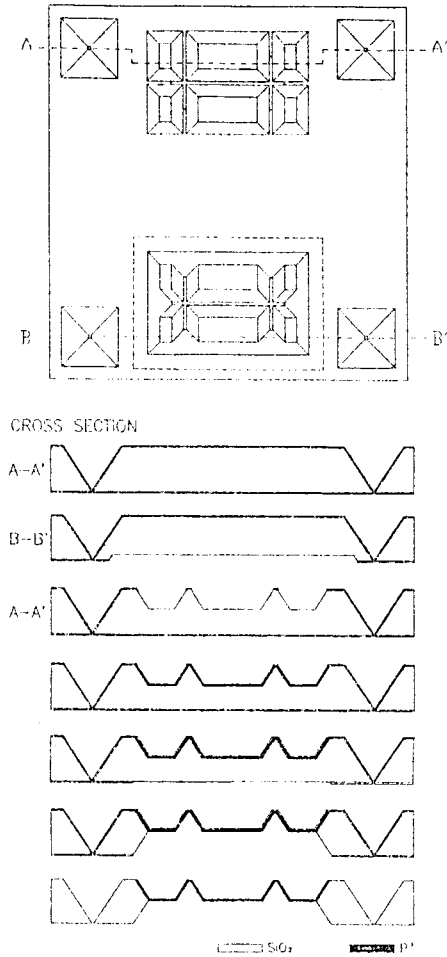 A A'
B B'
CROSS SECTION
A-A'
B-B'
A-A'
SiO₂ P⁺